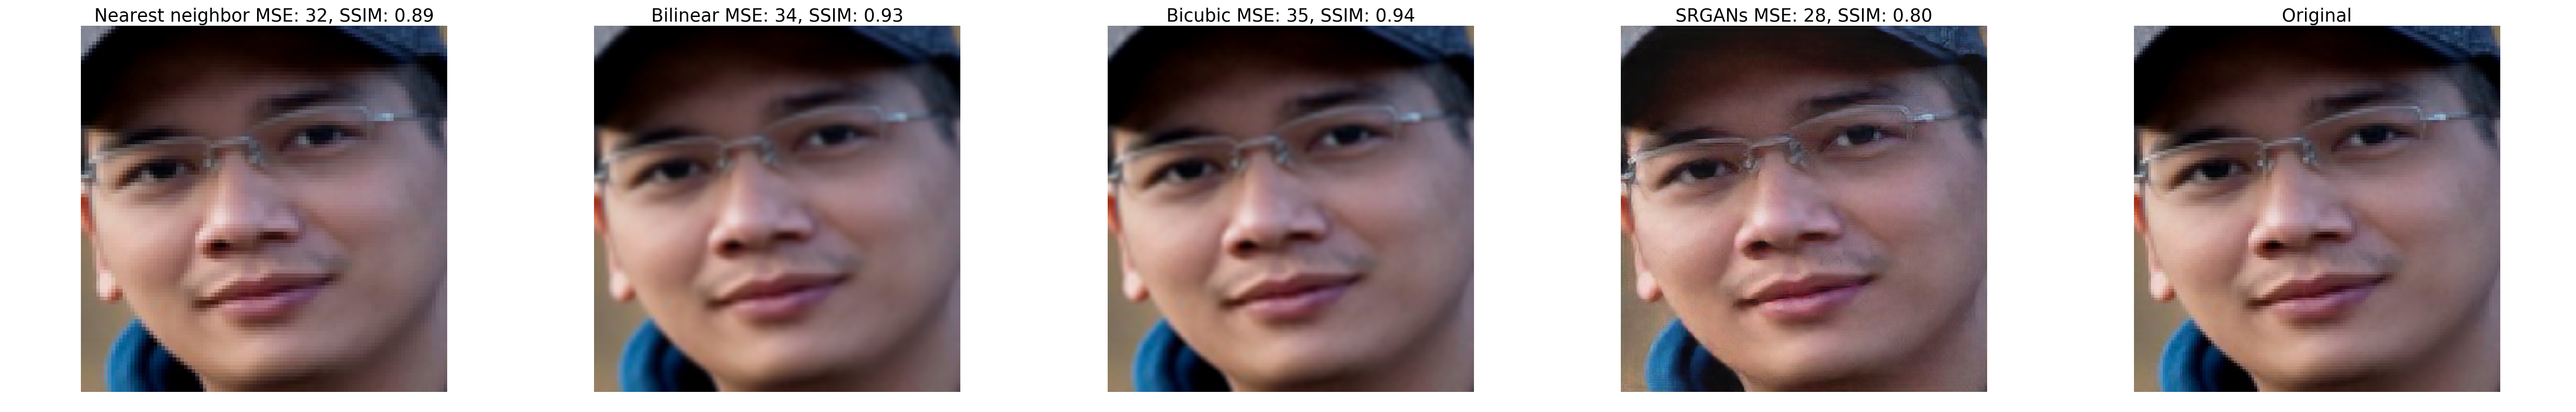 Nearest neighbor MSE: 32, SSIM: 0.89
Bilinear MSE: 34, SSIM: 0.93
Bicubic MSE: 35, SSIM: 0.94
SRGANs MSE: 28, SSIM: 0.80
Original